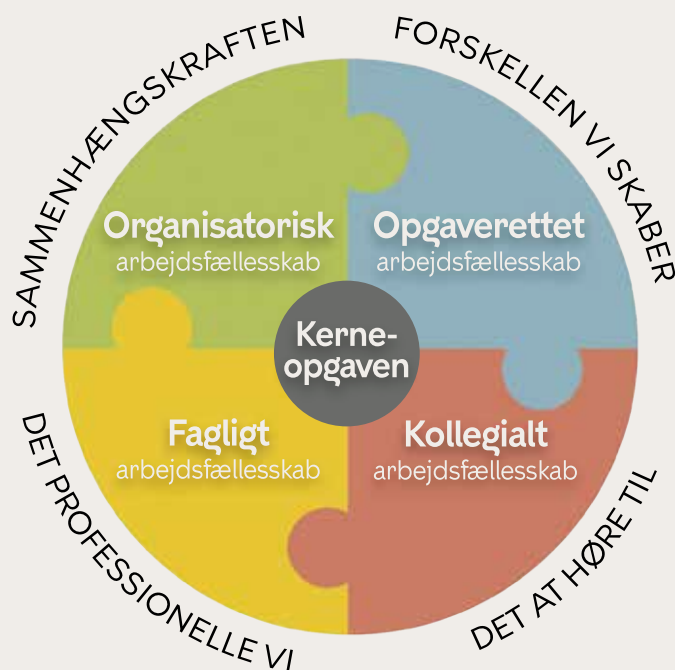 SAMMENHÆNGSKRAFTEN
FORSKELLEN VI SKABER
Organisatorisk
arbejdsfællesskab
Opgaverettet
arbejdsfællesskab
Kerne-
opgaven
Fagligt
arbejdsfællesskab
Kollegialt
arbejdsfællesskab
DET PROFESSIONELLE VI
DET AT HØRE TIL